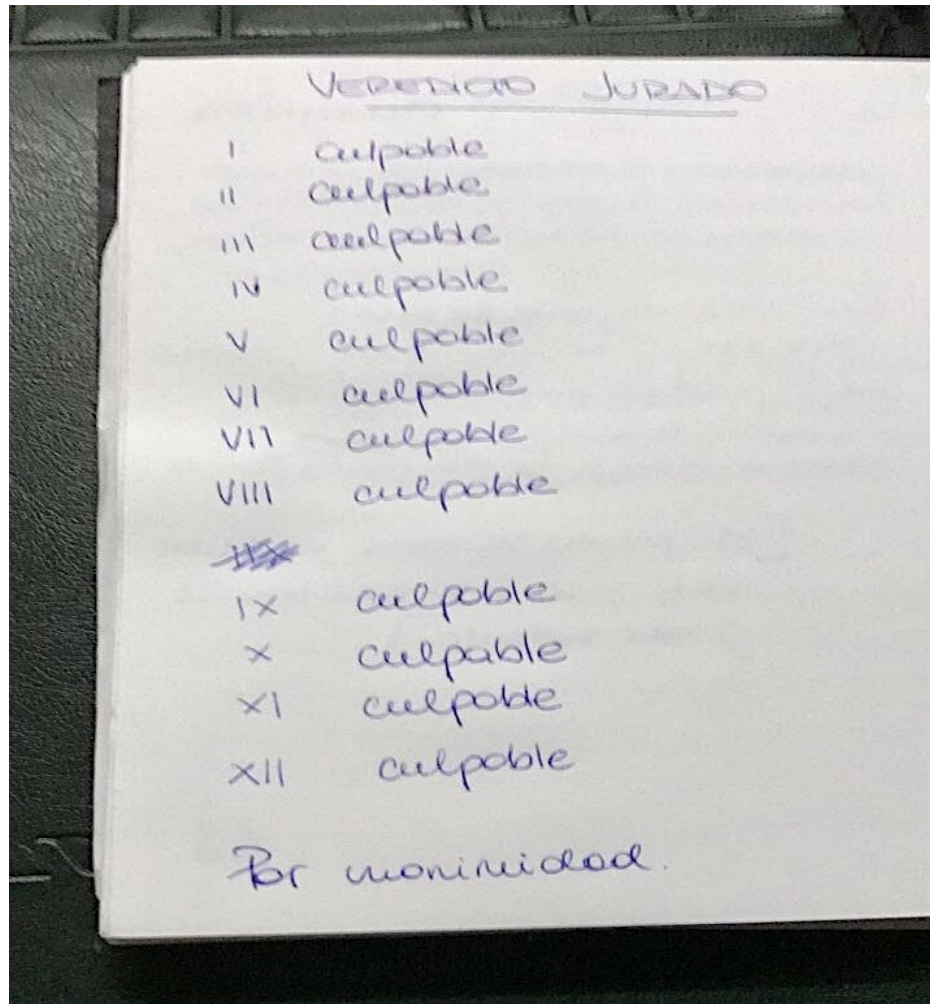 VEREDICTO JURADO
I culpable
II culpable
III culpable
IV culpable
V culpable
VI culpable
VII culpable
VIII culpable
IX culpable
X culpable
XI culpable
XII culpable
Por unanimidad.